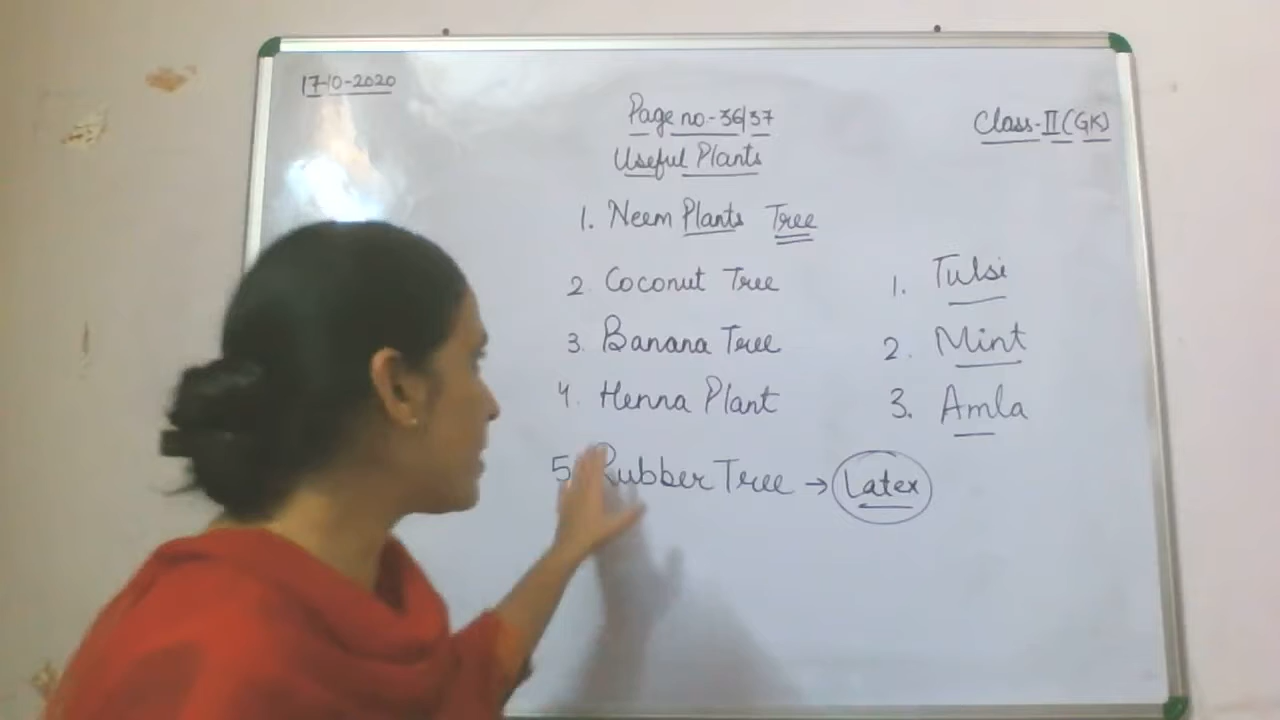 17-10-2020
Page no-36/37
Class-II (GK)
Useful Plants
1. Neem Plants Tree
2. Coconut Tree
3. Banana Tree
4. Henna Plant
5. Rubber Tree → Latex
1. Tulsi
2. Mint
3. Amla